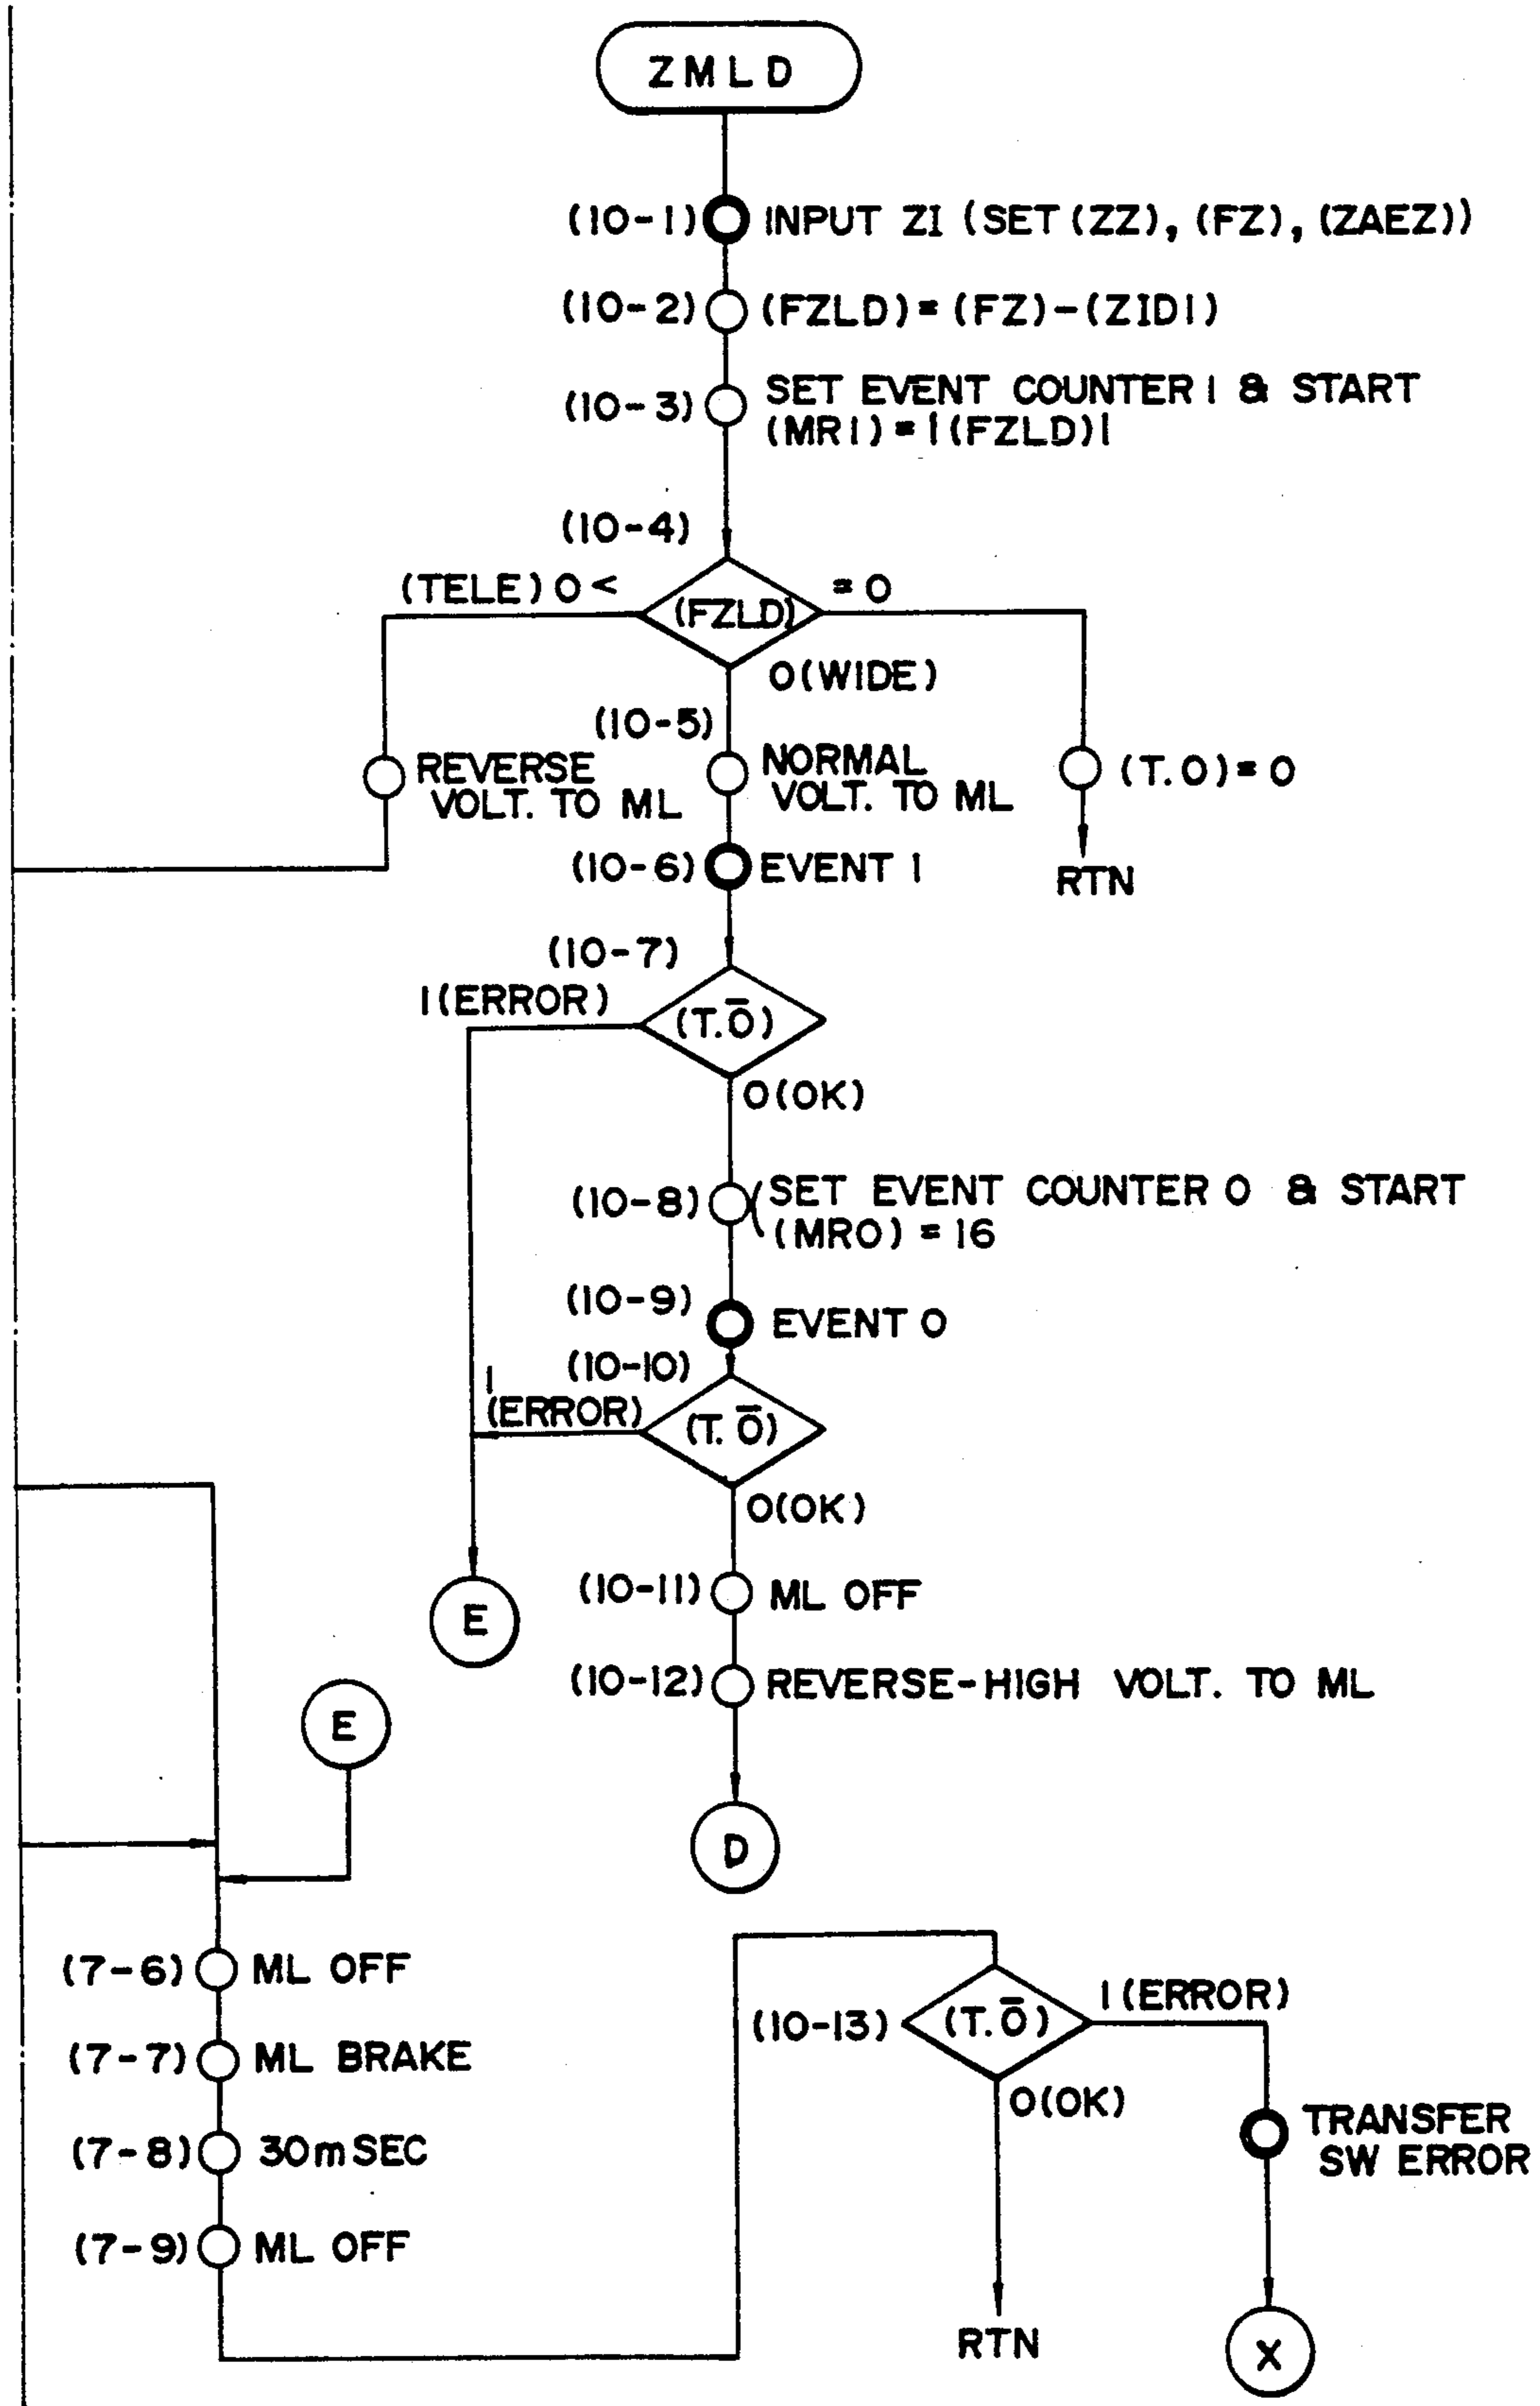 ZMLD
(10-1) INPUT ZI (SET (ZZ), (FZ), (ZAEZ))
(10-2) (FZLD) = (FZ)-(ZIDI)
(10-3) SET EVENT COUNTER 1 & START
(MR1) = |(FZLD)|
(10-4)
(TELE) 0 <
(FZLD)
= 0
0(WIDE)
(10-5)
REVERSE
VOLT. TO ML
NORMAL
VOLT. TO ML
(T.O) = 0
(10-6) EVENT 1
RTN
(10-7)
1(ERROR)
(T.Ō)
0(OK)
(10-8) SET EVENT COUNTER 0 & START
(MR0) = 16
(10-9) EVENT 0
(10-10)
1
(ERROR)
(T.Ō)
0(OK)
E
(10-11) ML OFF
(10-12) REVERSE-HIGH VOLT. TO ML
E
D
(7-6) ML OFF
(7-7) ML BRAKE
(7-8) 30mSEC
(7-9) ML OFF
(10-13) (T.Ō)
1(ERROR)
0(OK)
TRANSFER
SW ERROR
RTN
X